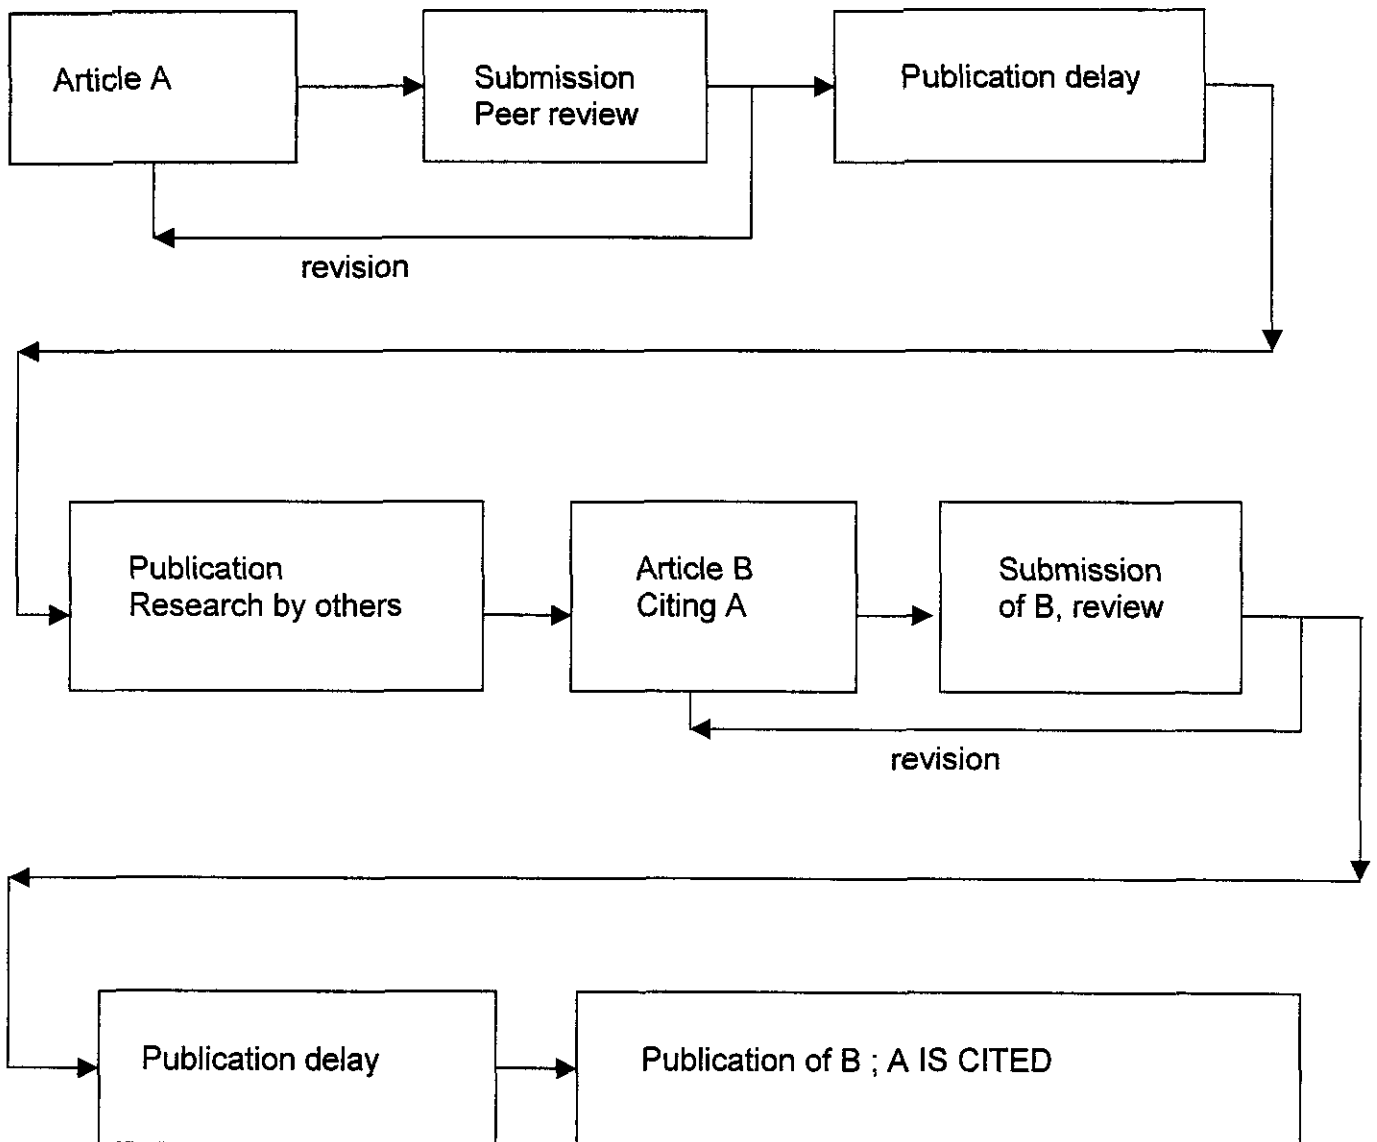 Article A
Submission
Peer review
Publication delay
revision
Publication
Research by others
Article B
Citing A
Submission
of B, review
revision
Publication delay
Publication of B ; A IS CITED